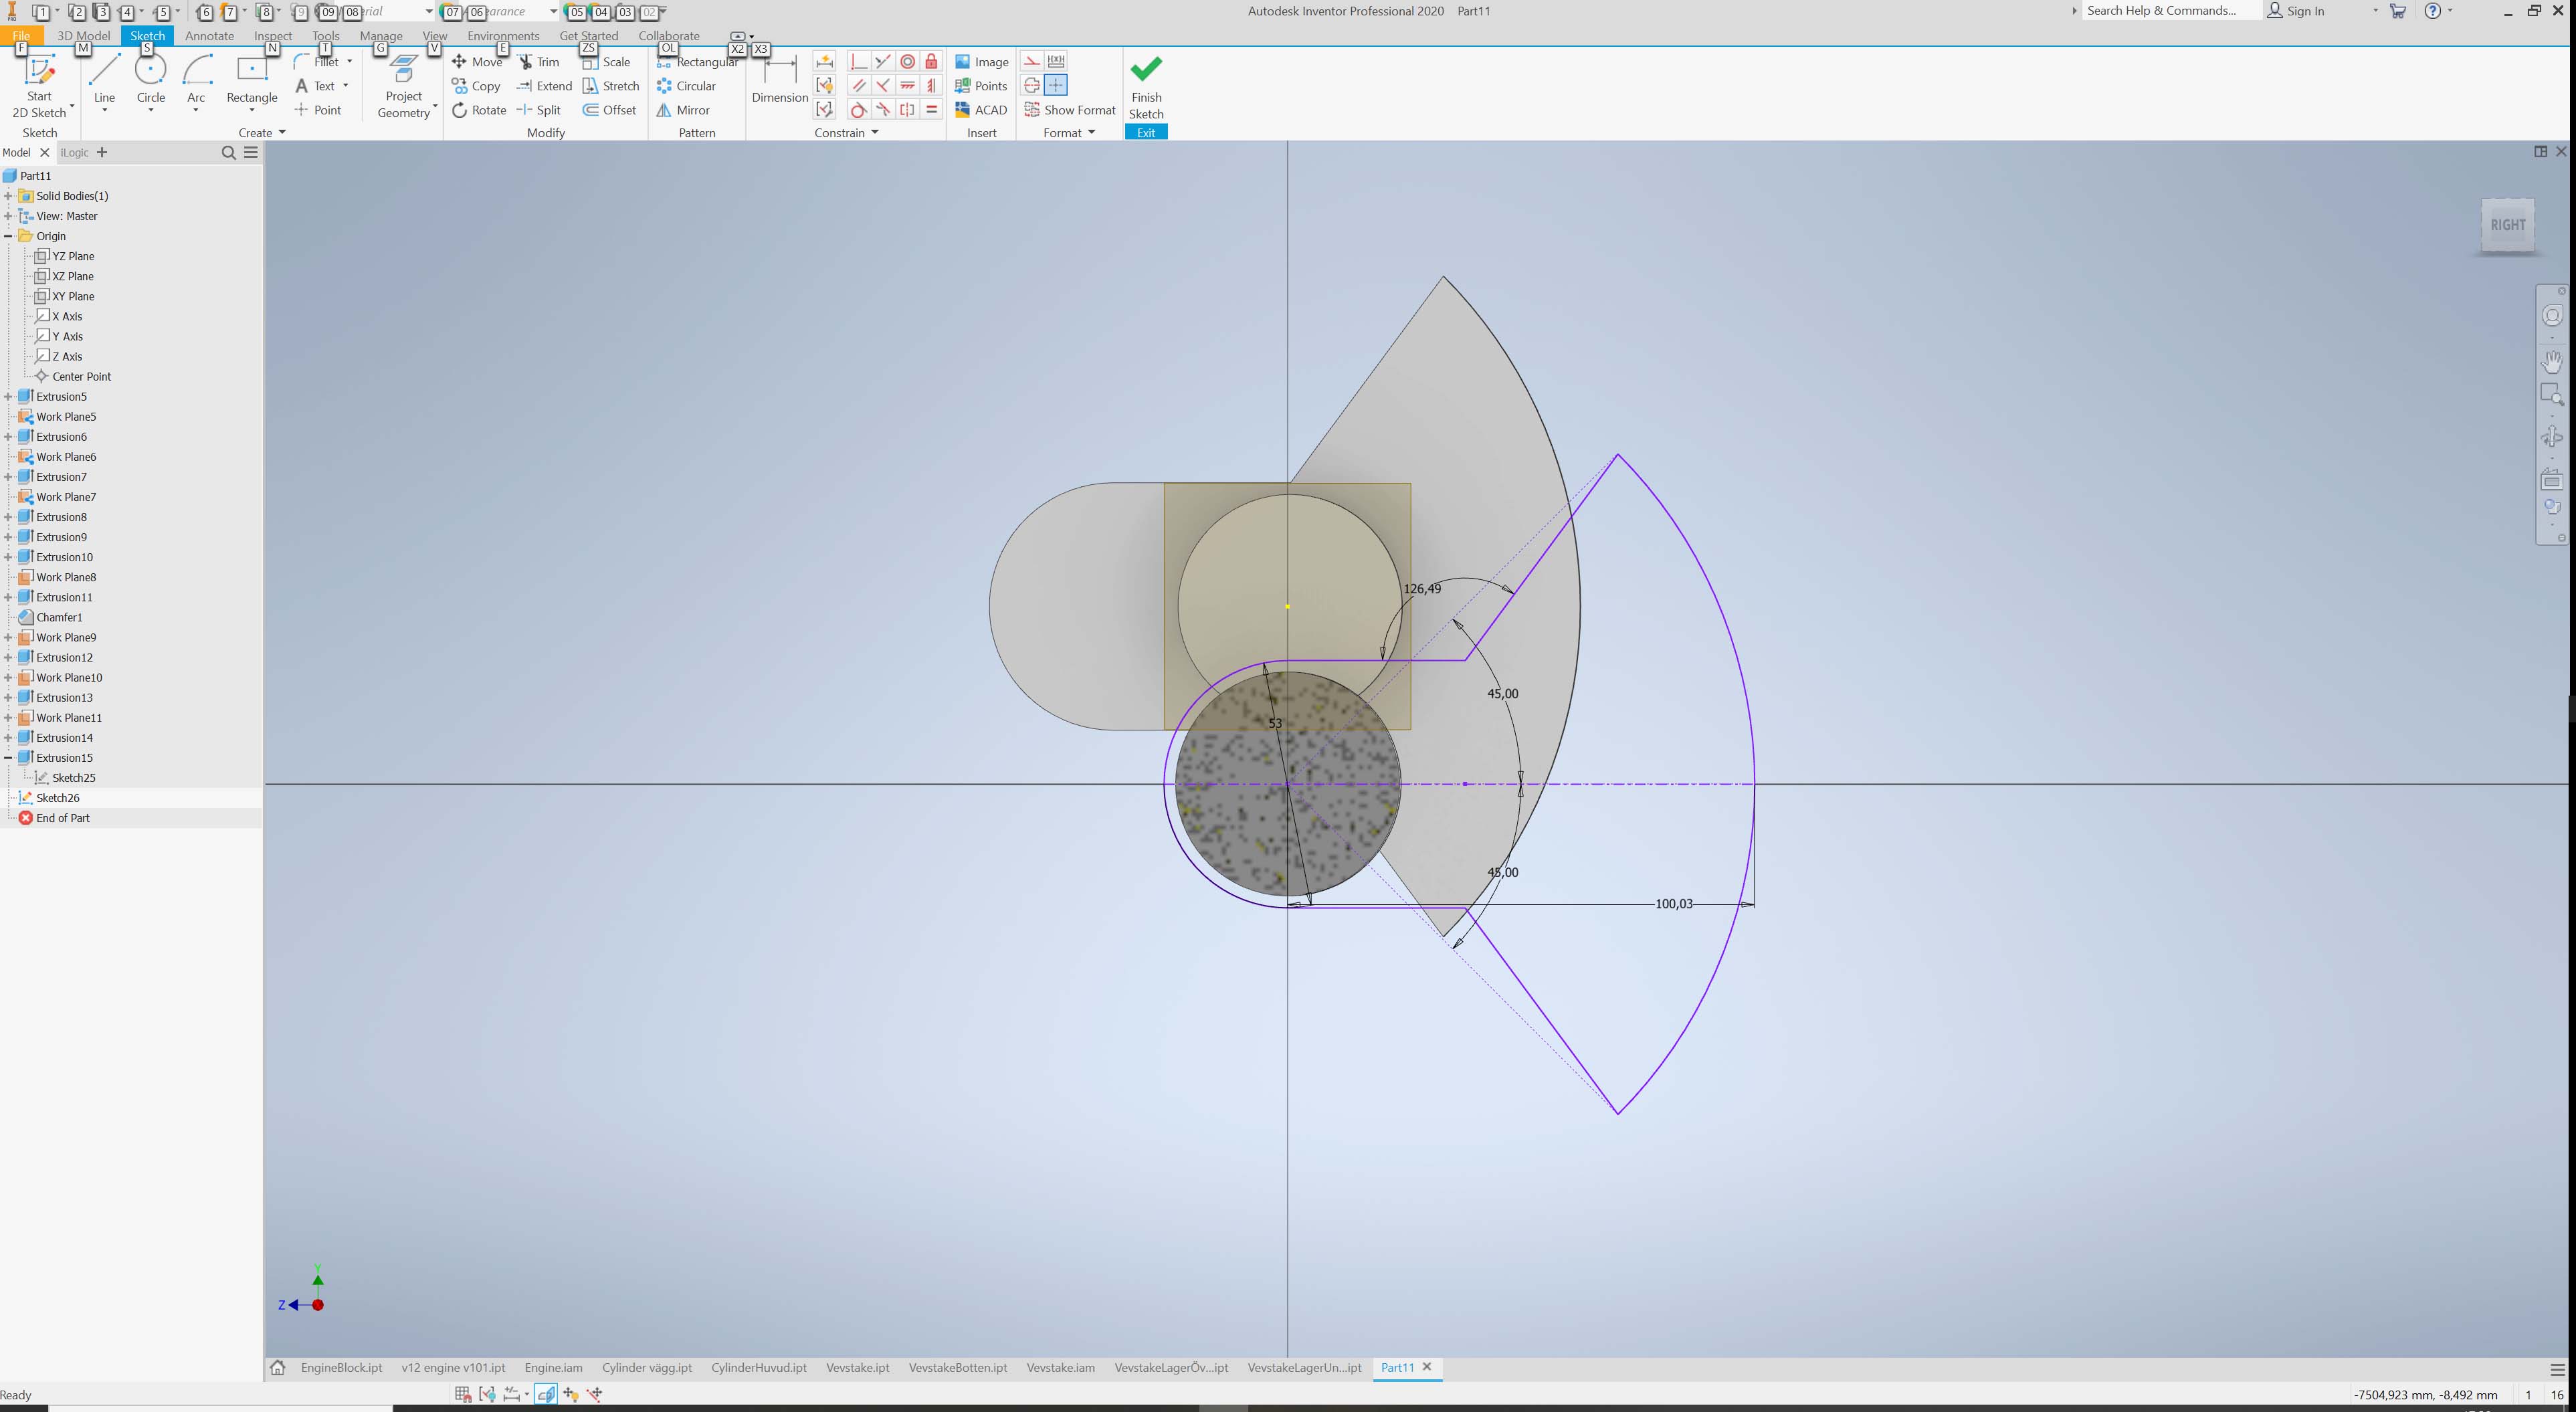 1 2 3 4 5 6 7 8 9 09 08 erial 07 06 earance 05 04 03 02 Autodesk Inventor Professional 2020 Part11 Search Help & Commands... Sign In
File 3D Model Sketch Annotate Inspect Tools Manage View Environments Get Started Collaborate
F M S N T G V E ZS OL X2 X3
Start 2D Sketch Line Circle Arc Rectangle Fillet Text Point Project Geometry
Move Trim Scale Rectangular
Copy Extend Stretch Circular
Rotate Split Offset Mirror
Dimension Image Points ACAD Show Format Finish Sketch
Sketch Create Modify Pattern Constrain Insert Format Exit
Model iLogic
Part11
Solid Bodies(1)
View: Master
Origin
YZ Plane
XZ Plane
XY Plane
X Axis
Y Axis
Z Axis
Center Point
Extrusion5
Work Plane5
Extrusion6
Work Plane6
Extrusion7
Work Plane7
Extrusion8
Extrusion9
Extrusion10
Work Plane8
Extrusion11
Chamfer1
Work Plane9
Extrusion12
Work Plane10
Extrusion13
Work Plane11
Extrusion14
Extrusion15
Sketch25
Sketch26
End of Part
RIGHT
126,49
45,00
53
45,00
100,03
Y
Z
EngineBlock.ipt v12 engine v101.ipt Engine.iam Cylinder vägg.ipt CylinderHuvud.ipt Vevstake.ipt VevstakeBotten.ipt Vevstake.iam VevstakeLagerÖv...ipt VevstakeLagerUn...ipt Part11
Ready -7504,923 mm, -8,492 mm 1 16